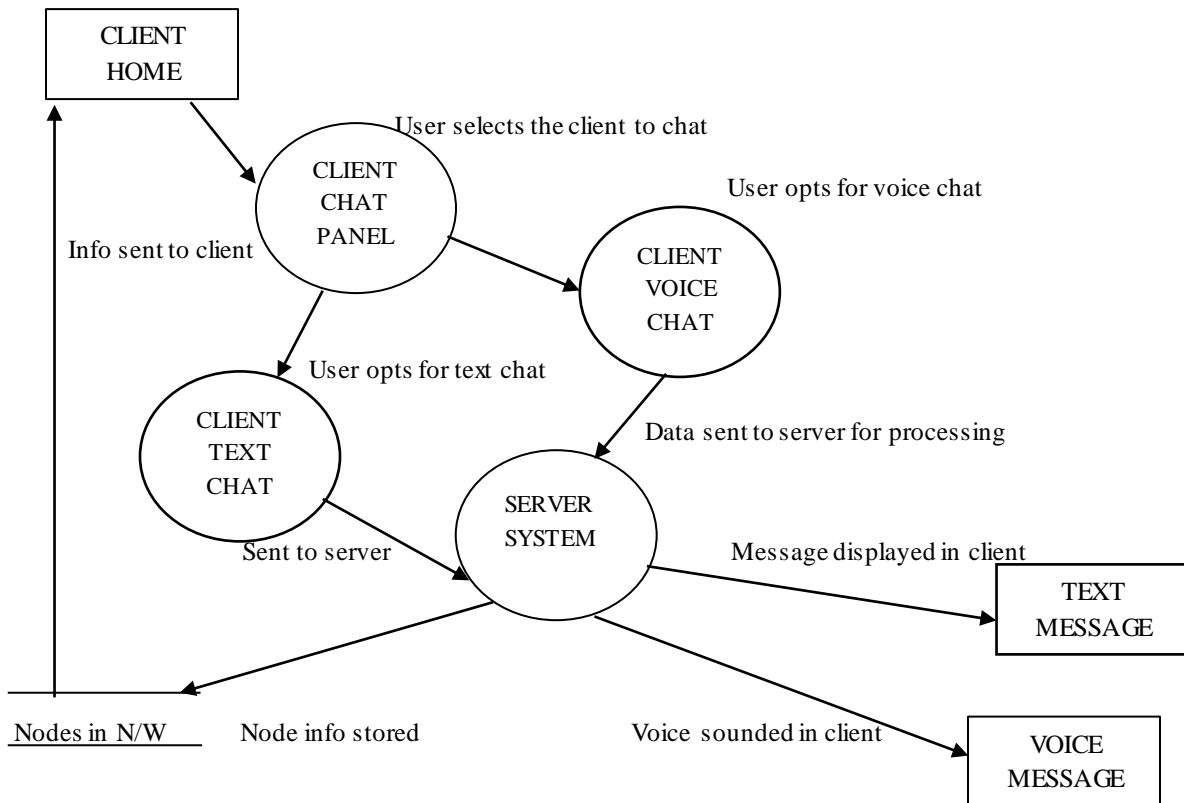 CLIENT
HOME
User selects the client to chat
CLIENT
CHAT
PANEL
User opts for voice chat
Info sent to client
CLIENT
VOICE
CHAT
User opts for text chat
CLIENT
TEXT
CHAT
Data sent to server for processing
SERVER
SYSTEM
Sent to server
Message displayed in client
TEXT
MESSAGE
Nodes in N/W
Node info stored
Voice sounded in client
VOICE
MESSAGE